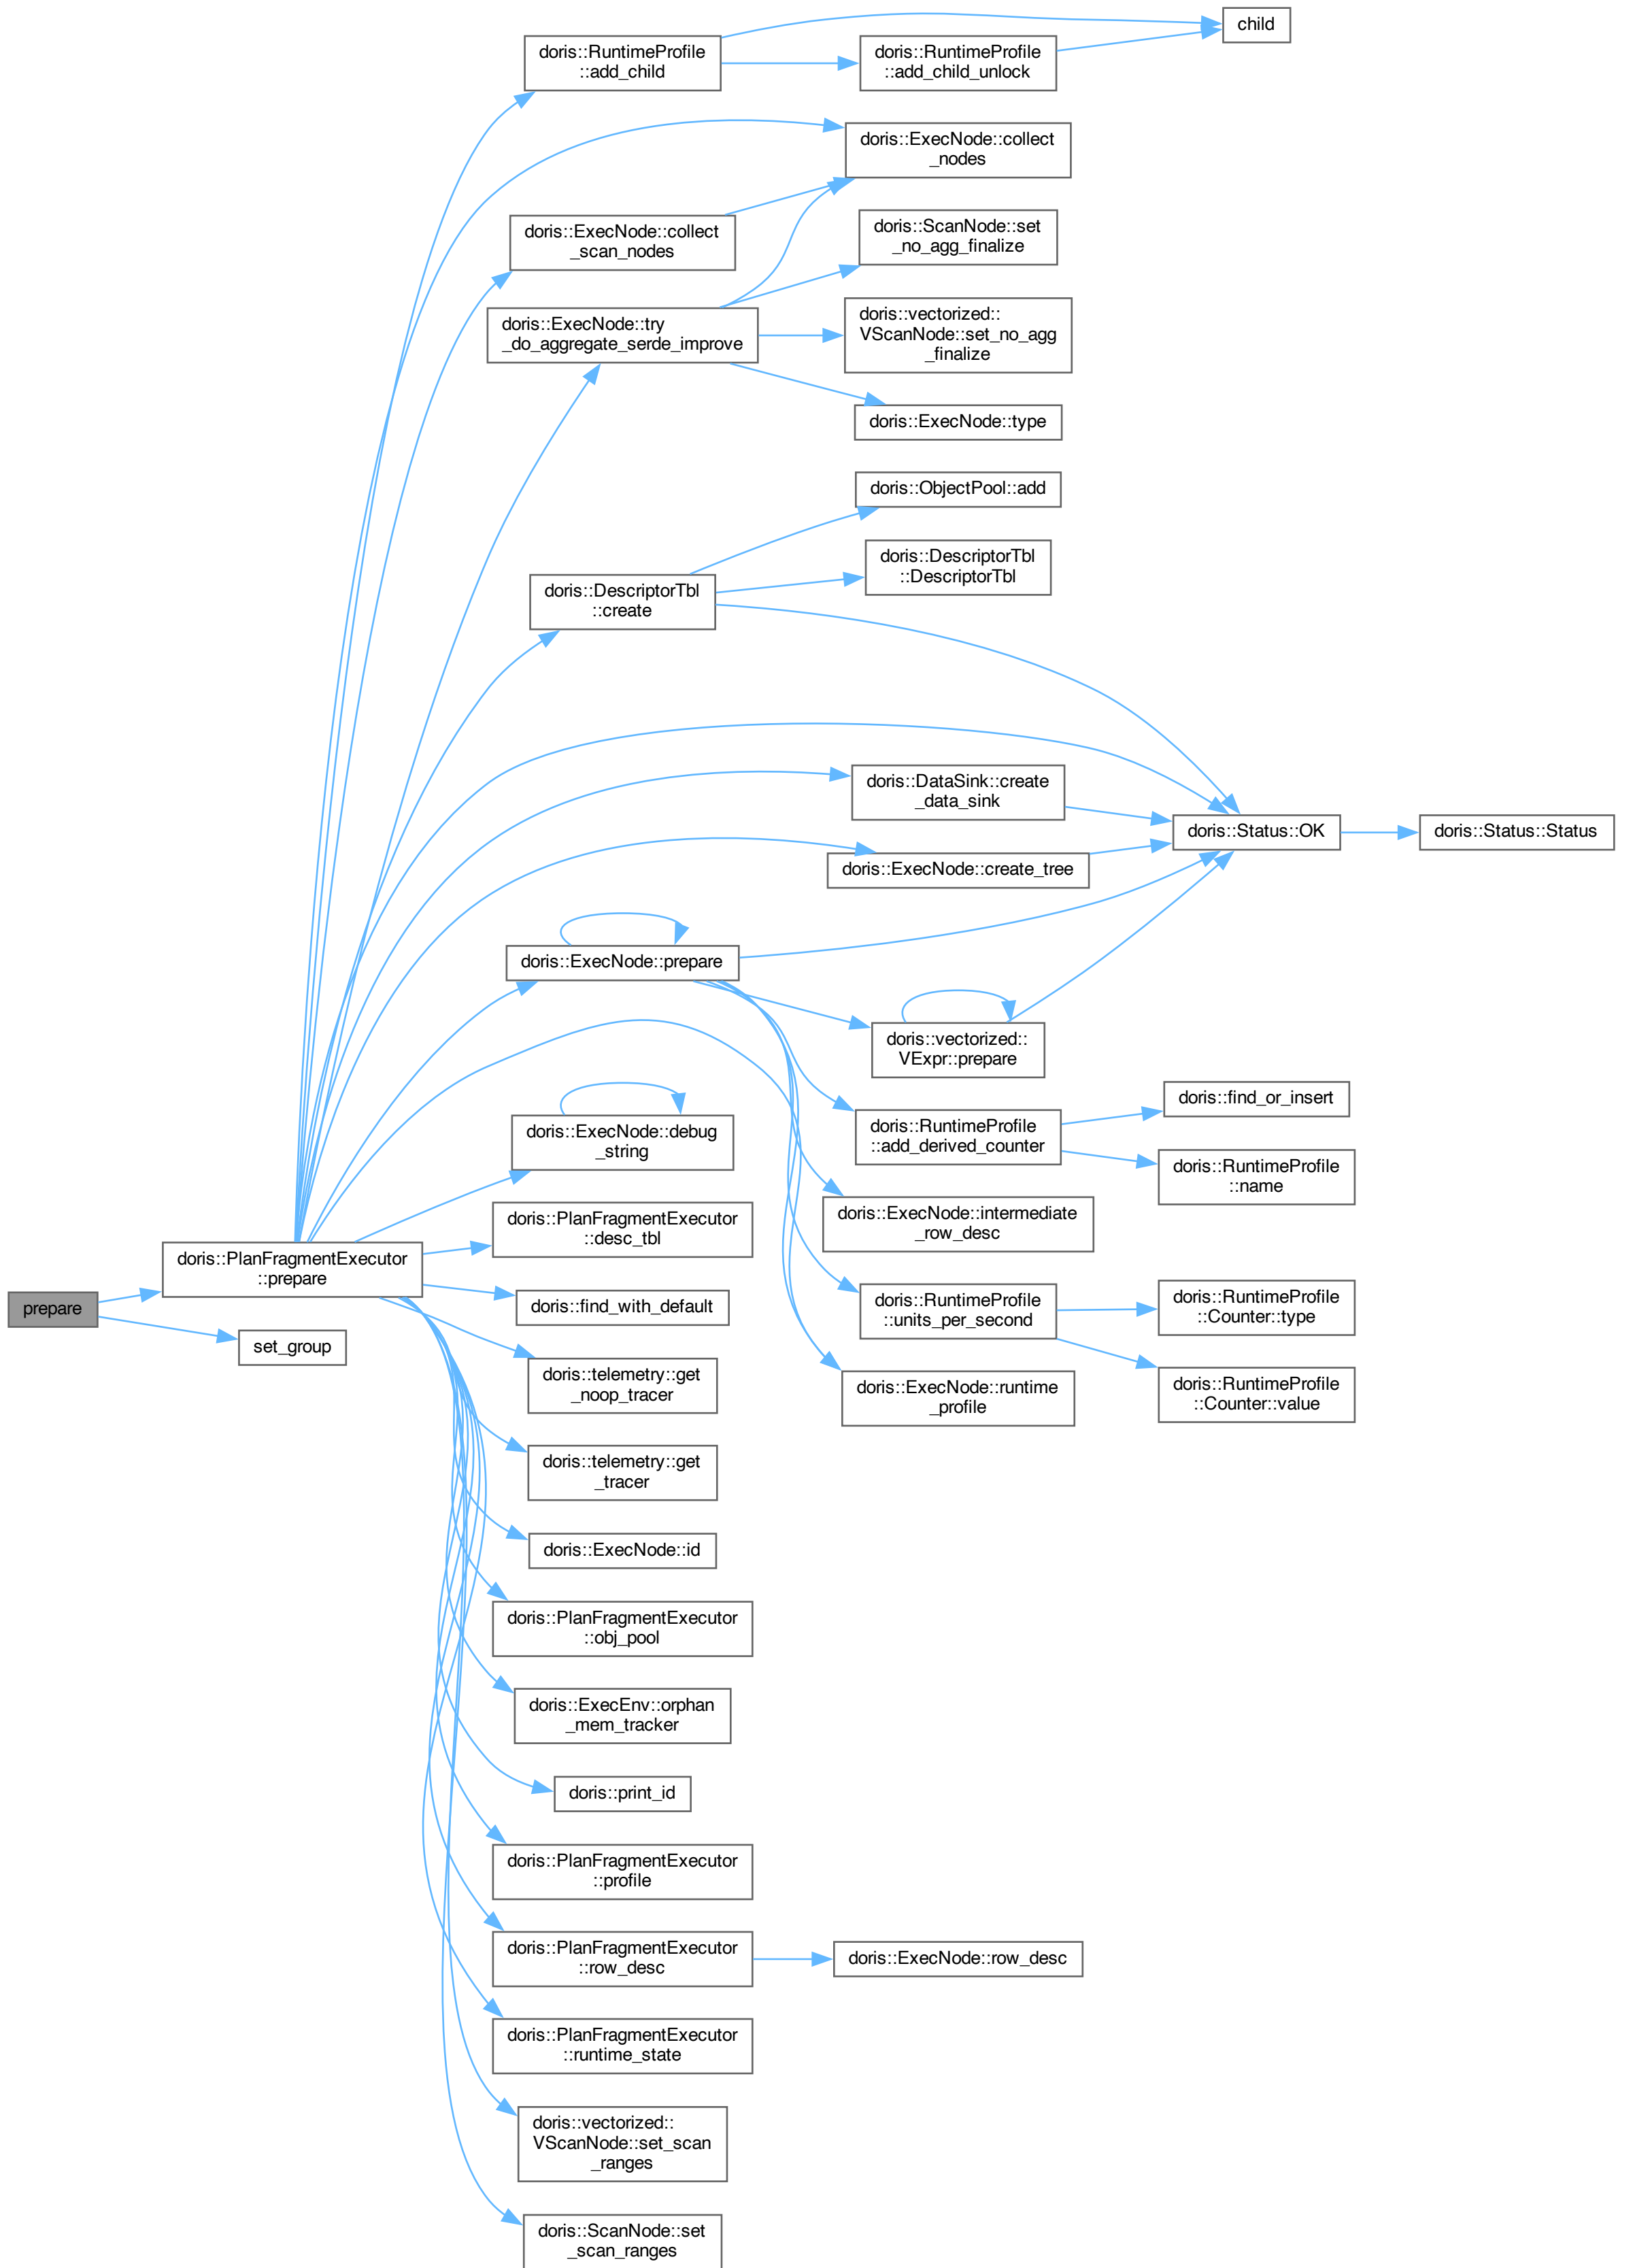 child
doris::RuntimeProfile
::add_child
doris::RuntimeProfile
::add_child_unlock
doris::ExecNode::collect
_nodes
doris::ExecNode::collect
_scan_nodes
doris::ScanNode::set
_no_agg_finalize
doris::ExecNode::try
_do_aggregate_serde_improve
doris::vectorized::
VScanNode::set_no_agg
_finalize
doris::ExecNode::type
doris::ObjectPool::add
doris::DescriptorTbl
::DescriptorTbl
doris::DescriptorTbl
::create
doris::DataSink::create
_data_sink
doris::Status::OK
doris::Status::Status
doris::ExecNode::create_tree
doris::ExecNode::prepare
doris::vectorized::
VExpr::prepare
doris::find_or_insert
doris::RuntimeProfile
::add_derived_counter
doris::ExecNode::debug
_string
doris::RuntimeProfile
::name
doris::ExecNode::intermediate
_row_desc
doris::PlanFragmentExecutor
::desc_tbl
doris::PlanFragmentExecutor
::prepare
prepare
set_group
doris::find_with_default
doris::RuntimeProfile
::units_per_second
doris::RuntimeProfile
::Counter::type
doris::RuntimeProfile
::Counter::value
doris::telemetry::get
_noop_tracer
doris::ExecNode::runtime
_profile
doris::telemetry::get
_tracer
doris::ExecNode::id
doris::PlanFragmentExecutor
::obj_pool
doris::ExecEnv::orphan
_mem_tracker
doris::print_id
doris::PlanFragmentExecutor
::profile
doris::PlanFragmentExecutor
::row_desc
doris::ExecNode::row_desc
doris::PlanFragmentExecutor
::runtime_state
doris::vectorized::
VScanNode::set_scan
_ranges
doris::ScanNode::set
_scan_ranges